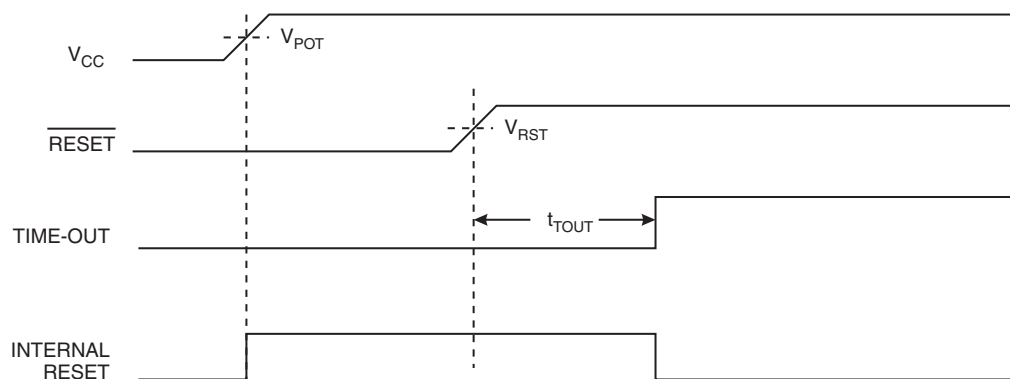 V_CC
V_POT
RESET
V_RST
TIME-OUT
t_TOUT
INTERNAL
RESET